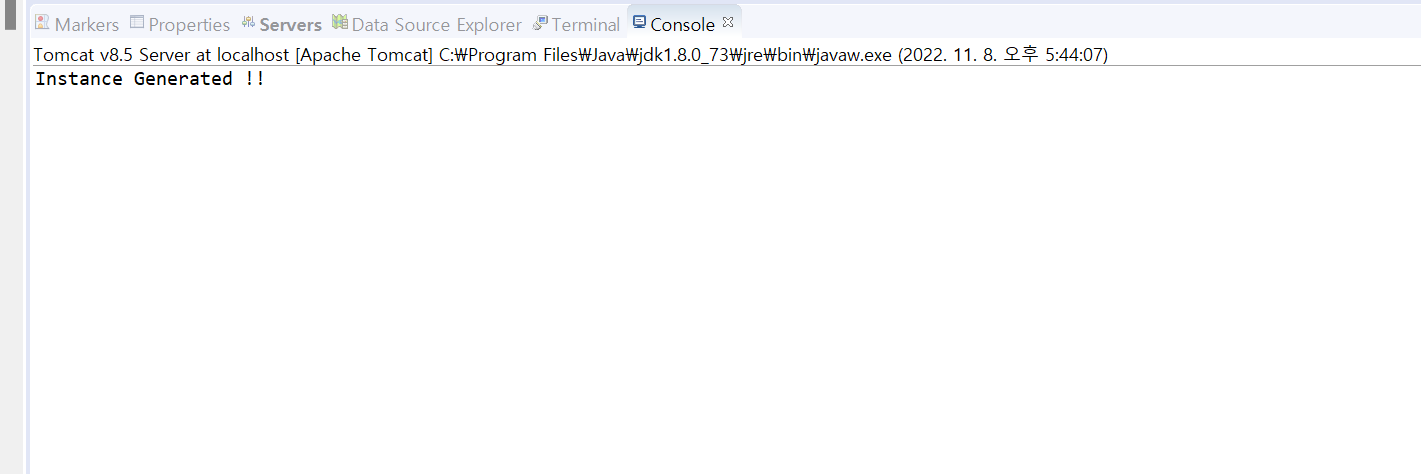 Markers Properties Servers Data Source Explorer Terminal Console
Tomcat v8.5 Server at localhost [Apache Tomcat] C:₩Program Files₩Java₩jdk1.8.0_73₩jre₩bin₩javaw.exe (2022. 11. 8. 오후 5:44:07)
Instance Generated !!